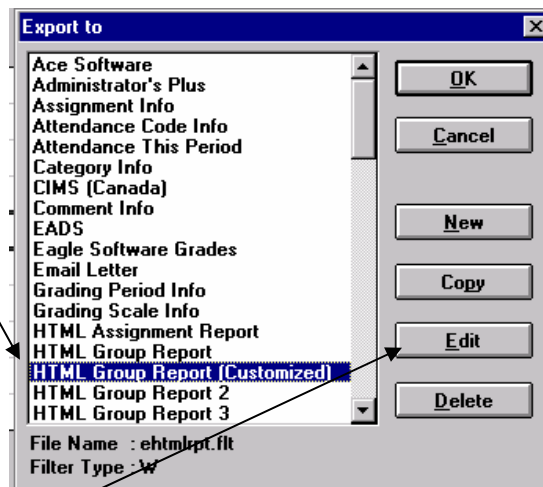 Export to
Ace Software
Administrator's Plus
Assignment Info
Attendance Code Info
Attendance This Period
Category Info
CIMS (Canada)
Comment Info
EADS
Eagle Software Grades
Email Letter
Grading Period Info
Grading Scale Info
HTML Assignment Report
HTML Group Report
HTML Group Report (Customized)
HTML Group Report 2
HTML Group Report 3
OK
Cancel
New
Copy
Edit
Delete
File Name : ehtmlrpt.flt
Filter Type : W